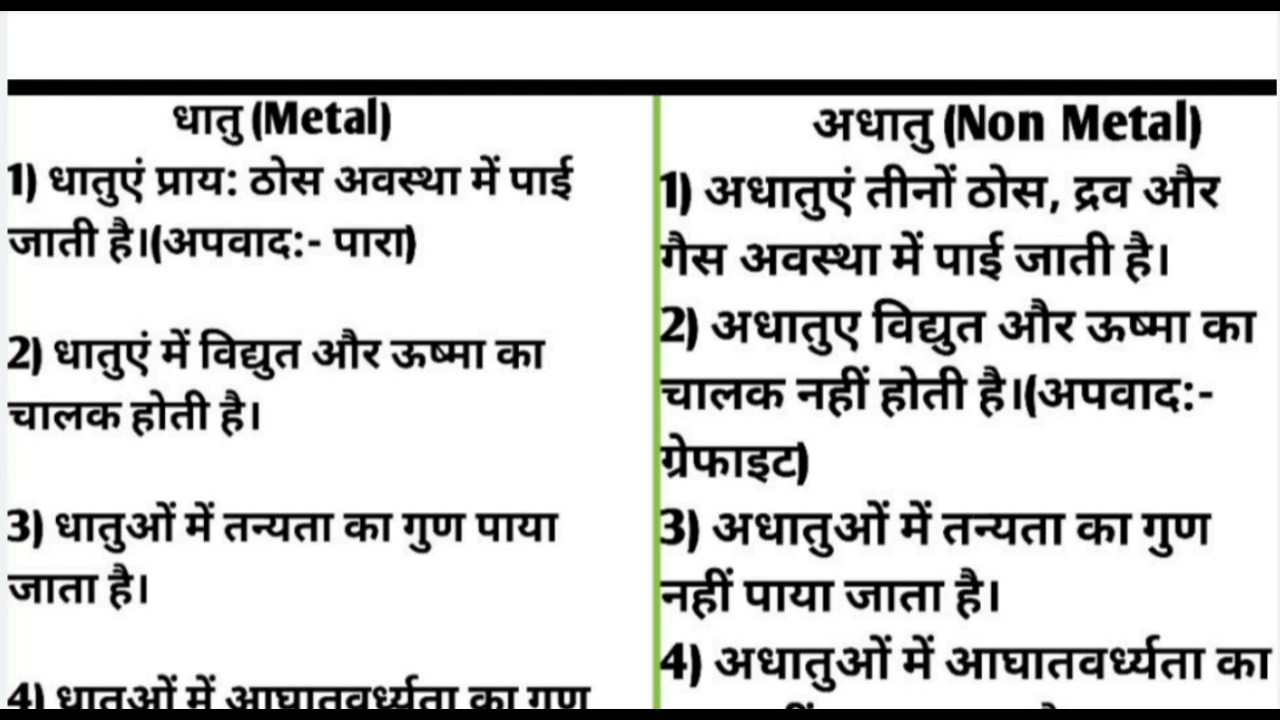 धातु (Metal)
1) धातुएं प्राय: ठोस अवस्था में पाई
जाती है।(अपवाद:- पारा)
2) धातुएं में विद्युत और ऊष्मा का
चालक होती है।
3) धातुओं में तन्यता का गुण पाया
जाता है।
4) धातुओं में आघातवर्ध्यता का गुण
अधातु (Non Metal)
1) अधातुएं तीनों ठोस, द्रव और
गैस अवस्था में पाई जाती है।
2) अधातुए विद्युत और ऊष्मा का
चालक नहीं होती है।(अपवाद:-
ग्रेफाइट)
3) अधातुओं में तन्यता का गुण
नहीं पाया जाता है।
4) अधातुओं में आघातवर्ध्यता का